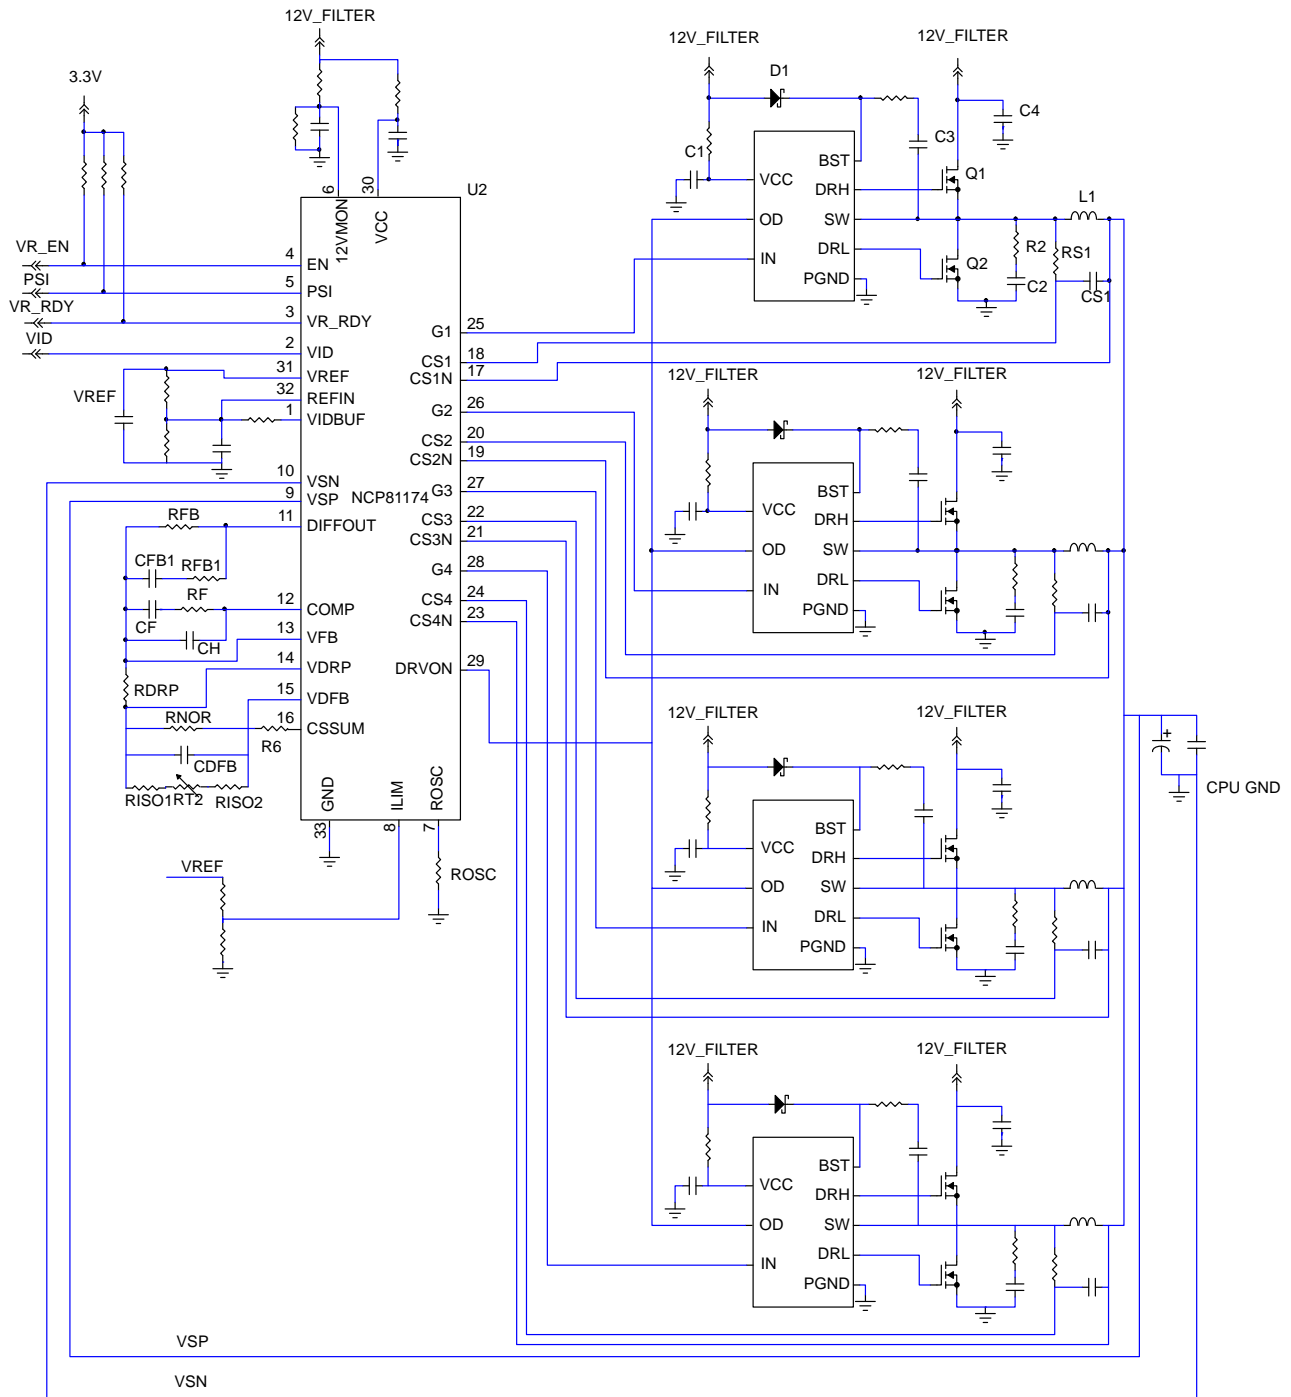 12V_FILTER
3.3V
6
30
U2
12VMON
VCC
VR_EN
4
EN
PSI
5
PSI
VR_RDY
3
VR_RDY
VID
2
VID
31
VREF
32
REFIN
1
VIDBUF
VREF
10
VSN
9
VSP
NCP81174
RFB
11
DIFFOUT
CFB1
RFB1
RF
12
COMP
CF
CH
13
VFB
14
VDRP
RDRP
15
VDFB
RNOR
16
CSSUM
R6
CDFB
RISO1
RT2
RISO2
GND
ILIM
ROSC
33
8
7
VREF
ROSC
G1
25
CS1
18
CS1N
17
G2
26
CS2
20
CS2N
19
G3
27
CS3
22
CS3N
21
G4
28
CS4
24
CS4N
23
DRVON
29
12V_FILTER
12V_FILTER
D1
C4
C1
C3
BST
VCC
DRH
Q1
OD
SW
L1
DRL
R2
RS1
IN
Q2
PGND
C2
CS1
12V_FILTER
12V_FILTER
BST
VCC
DRH
OD
SW
DRL
IN
PGND
12V_FILTER
12V_FILTER
BST
VCC
DRH
OD
SW
DRL
IN
PGND
+
CPU GND
12V_FILTER
12V_FILTER
BST
VCC
DRH
OD
SW
DRL
IN
PGND
VSP
VSN